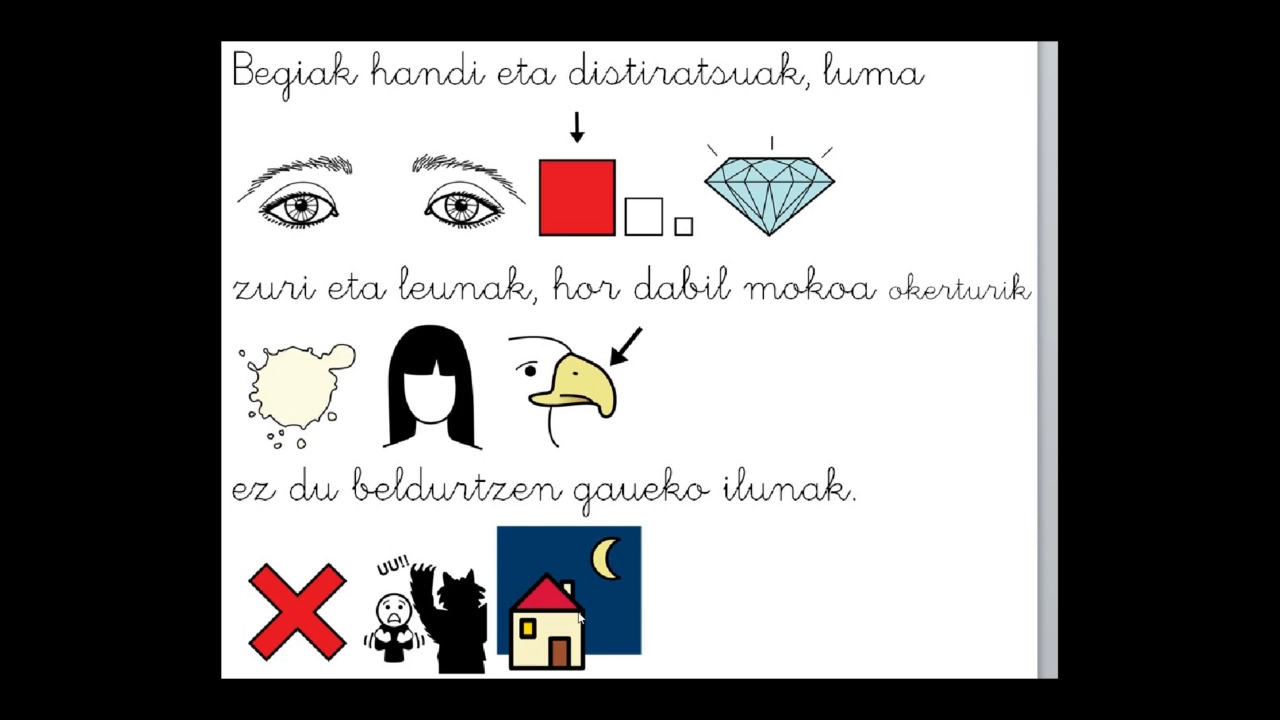 Begiak handi eta distiratsuak, luma
zuri eta leunak, hor dabil mokoa okerturik
ez du beldurtzen gaueko ilunak.
UU!!